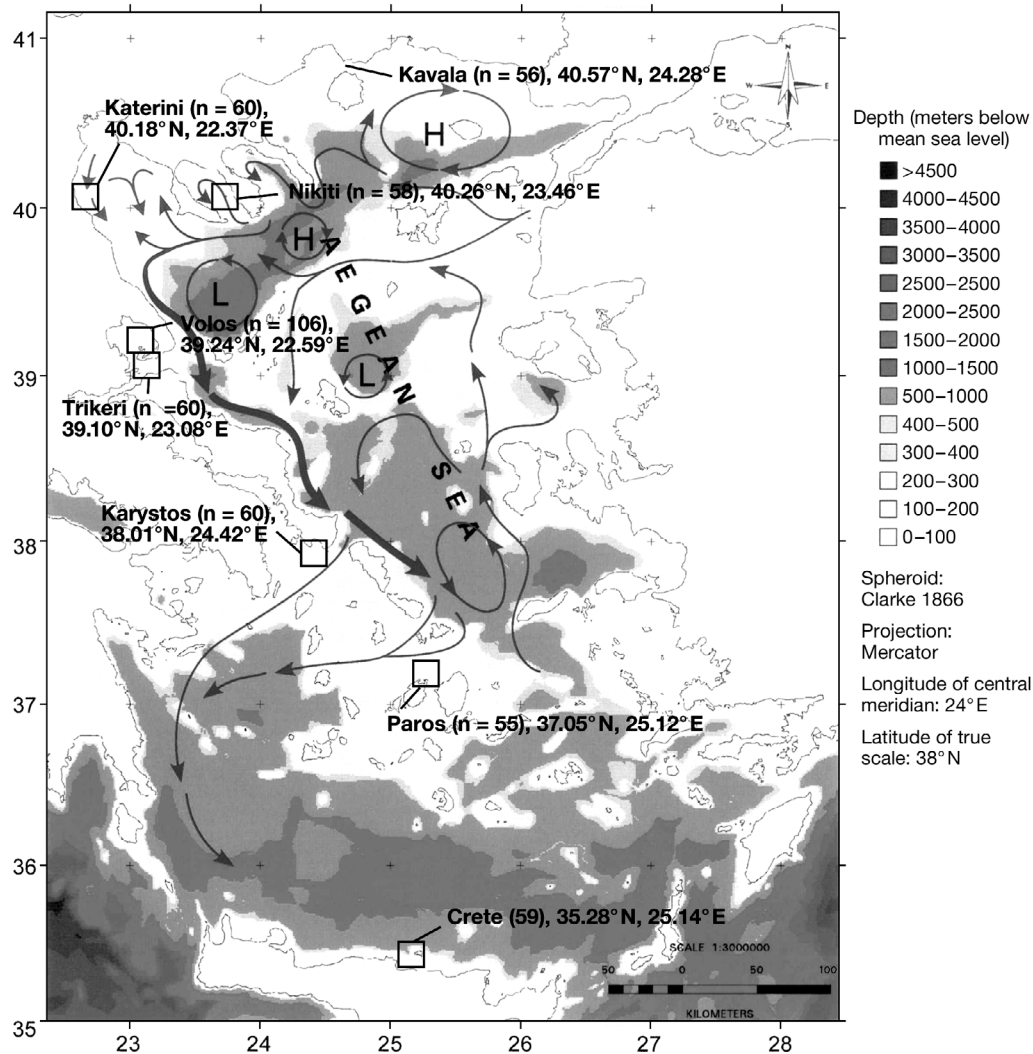 41
40
39
38
37
36
35
23
24
25
26
27
28
Kavala (n = 56), 40.57°N, 24.28°E
Katerini (n = 60),
40.18°N, 22.37°E
Nikiti (n = 58), 40.26°N, 23.46°E
Volos (n = 106),
39.24°N, 22.59°E
Trikeri (n =60),
39.10°N, 23.08°E
Karystos (n = 60),
38.01°N, 24.42°E
Paros (n = 55), 37.05°N, 25.12°E
Crete (59), 35.28°N, 25.14°E
H
H
L
L
AEGEAN SEA
N
W
E
S
SCALE 1:3000000
50 0 50 100
KILOMETERS
Depth (meters below
mean sea level)
>4500
4000–4500
3500–4000
3000–3500
2500–2500
2000–2500
1500–2000
1000–1500
500–1000
400–500
300–400
200–300
100–200
0–100
Spheroid:
Clarke 1866
Projection:
Mercator
Longitude of central
meridian: 24°E
Latitude of true
scale: 38°N